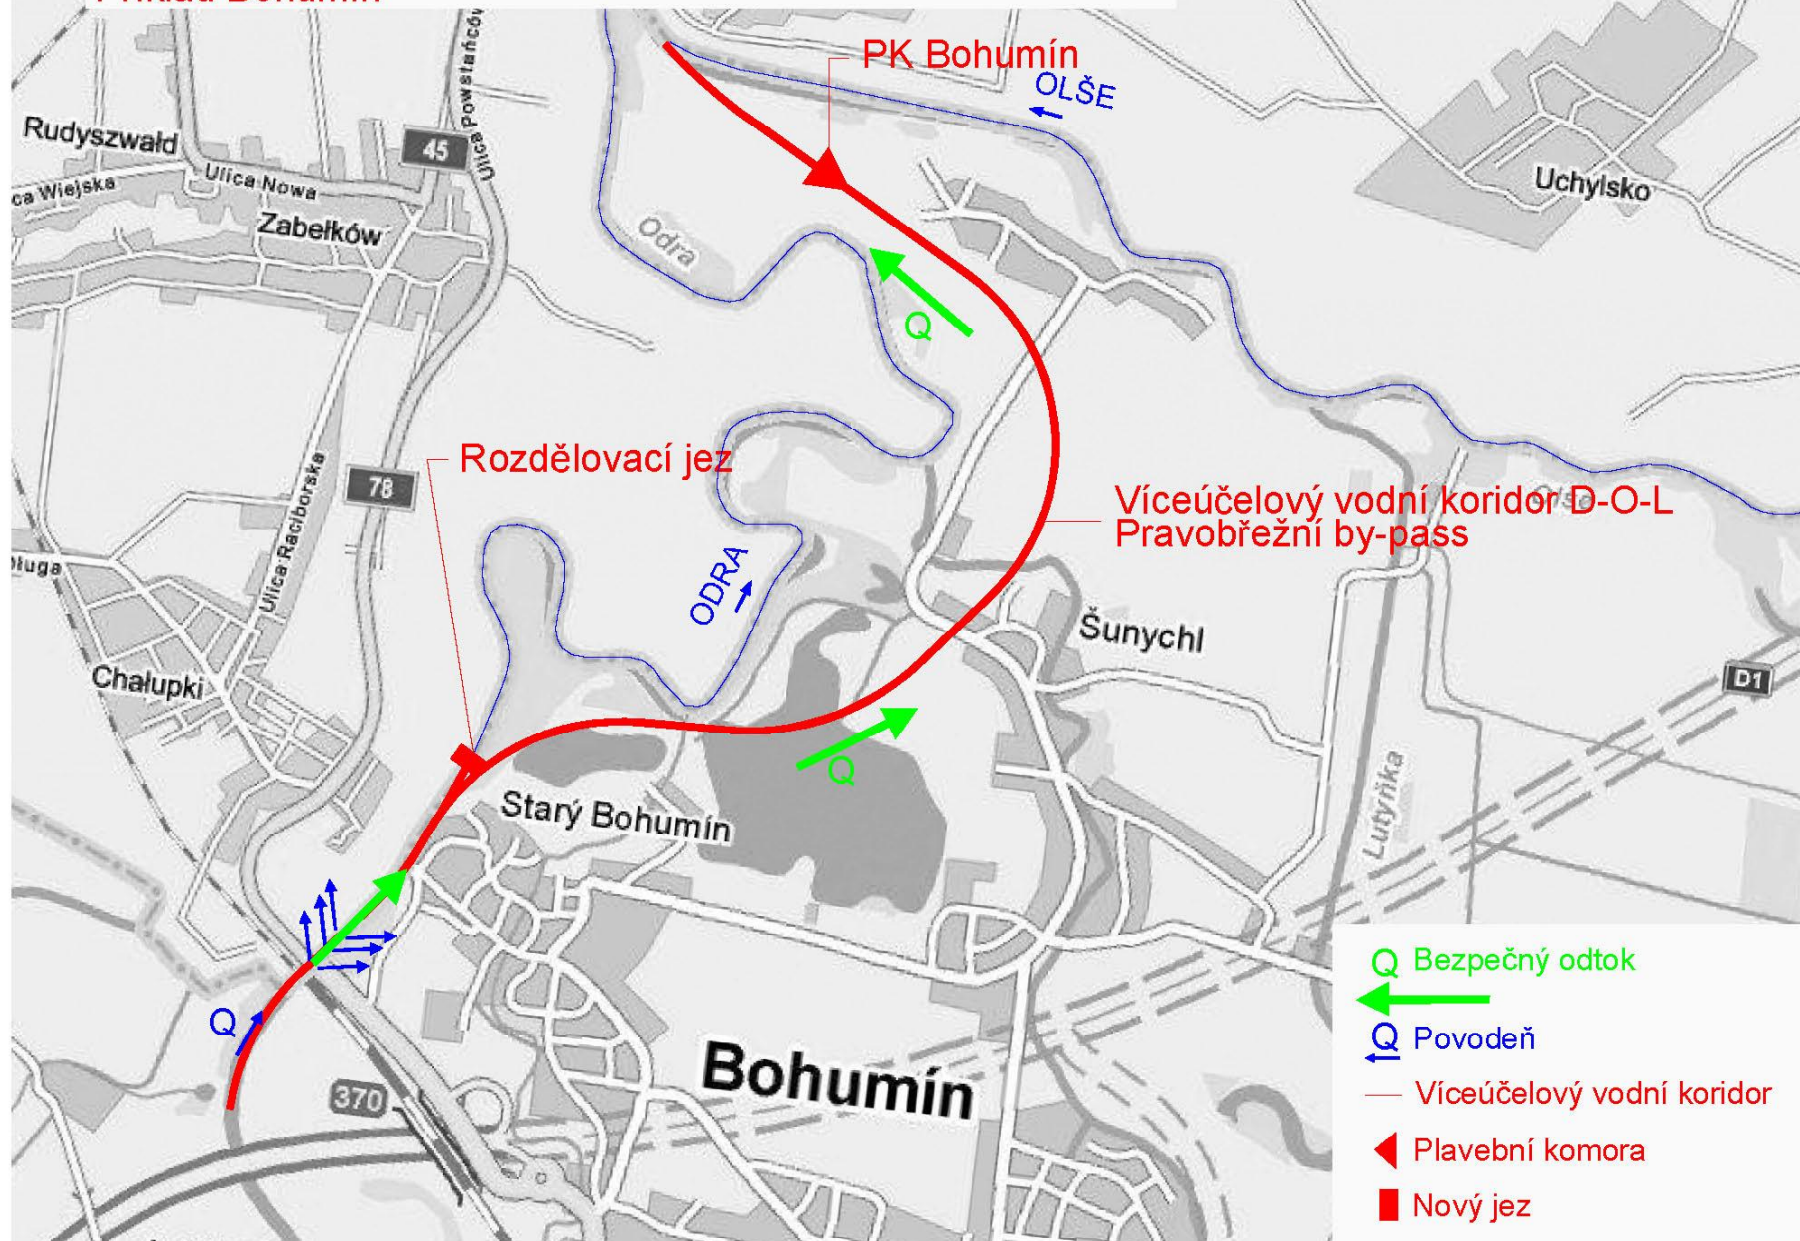 PK Bohumín
OLŠE
Rudyszwałd
45
Ulica Powstańców
Ulica Nowa
ca Wiejska
Zabełków
Uchylsko
Odra
Q
Rozdělovací jez
78
Ulica Raciborska
Víceúčelový vodní koridor D-O-L
Pravobřežní by-pass
ługa
ODRA
Šunychl
Chałupki
D1
Q
Starý Bohumín
Lutyňka
Q
Bohumín
370
Q Bezpečný odtok
Q Povodeň
Víceúčelový vodní koridor
Plavební komora
Nový jez